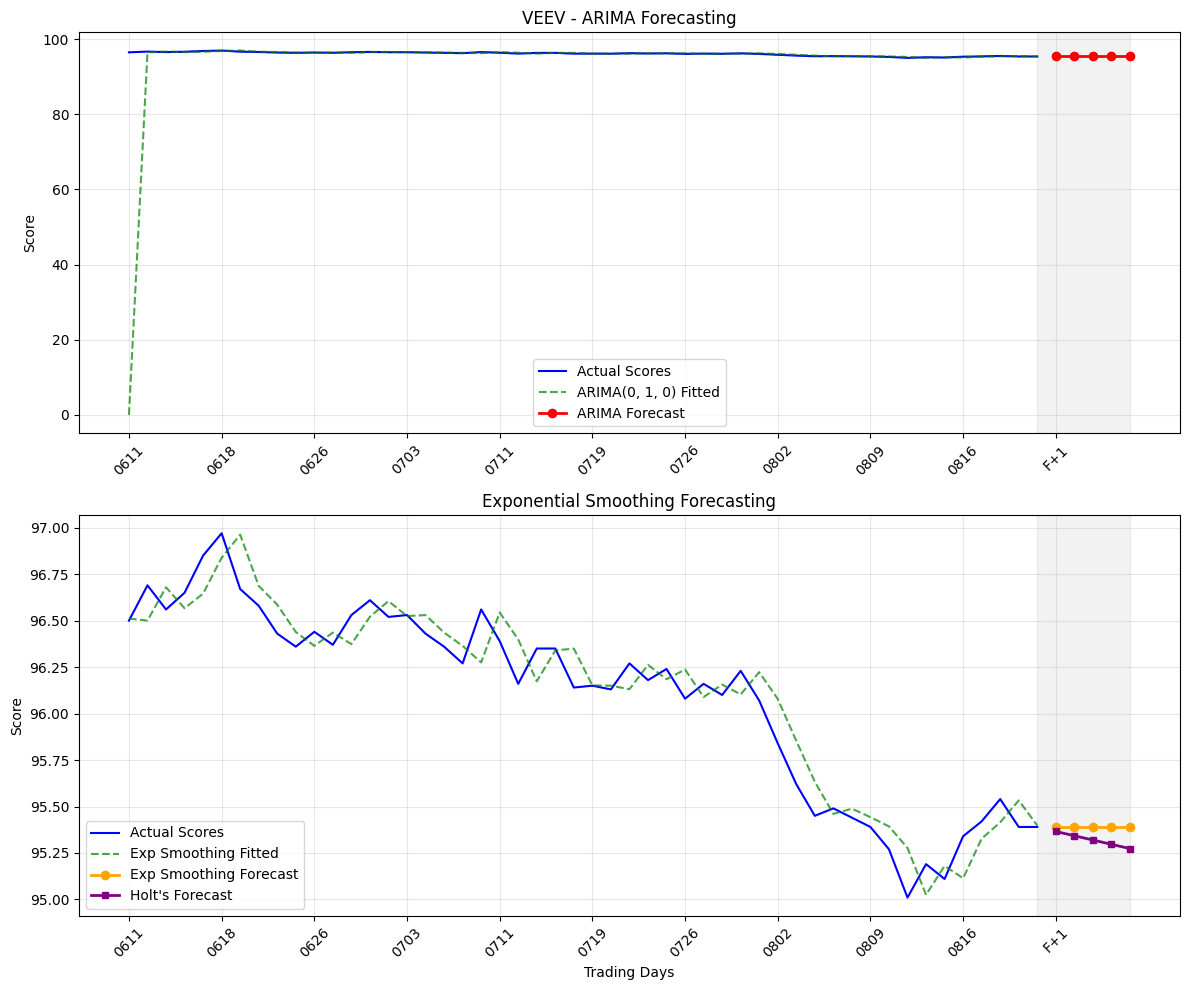 VEEV - ARIMA Forecasting
100
80
60
40
20
0
Score
Actual Scores
ARIMA(0, 1, 0) Fitted
ARIMA Forecast
0611 0618 0626 0703 0711 0719 0726 0802 0809 0816 F+1
Exponential Smoothing Forecasting
97.00
96.75
96.50
96.25
96.00
95.75
95.50
95.25
95.00
Score
Actual Scores
Exp Smoothing Fitted
Exp Smoothing Forecast
Holt's Forecast
0611 0618 0626 0703 0711 0719 0726 0802 0809 0816 F+1
Trading Days